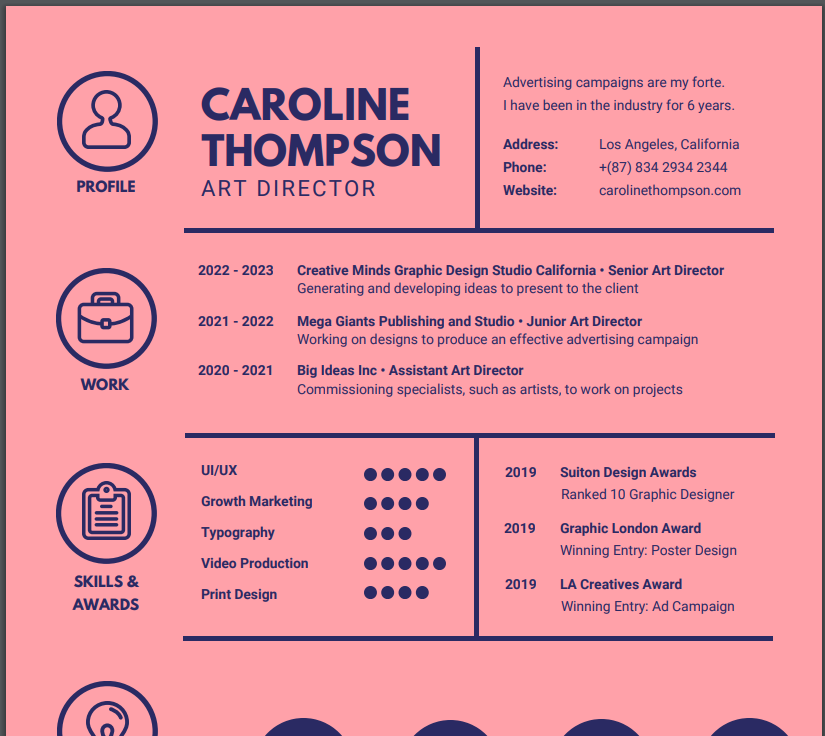 CAROLINE
THOMPSON
ART DIRECTOR
PROFILE
Advertising campaigns are my forte.
I have been in the industry for 6 years.
Address: Los Angeles, California
Phone: +(87) 834 2934 2344
Website: carolinethompson.com
WORK
2022 - 2023 Creative Minds Graphic Design Studio California • Senior Art Director
Generating and developing ideas to present to the client
2021 - 2022 Mega Giants Publishing and Studio • Junior Art Director
Working on designs to produce an effective advertising campaign
2020 - 2021 Big Ideas Inc • Assistant Art Director
Commissioning specialists, such as artists, to work on projects
SKILLS &
AWARDS
UI/UX
Growth Marketing
Typography
Video Production
Print Design
2019 Suiton Design Awards
Ranked 10 Graphic Designer
2019 Graphic London Award
Winning Entry: Poster Design
2019 LA Creatives Award
Winning Entry: Ad Campaign